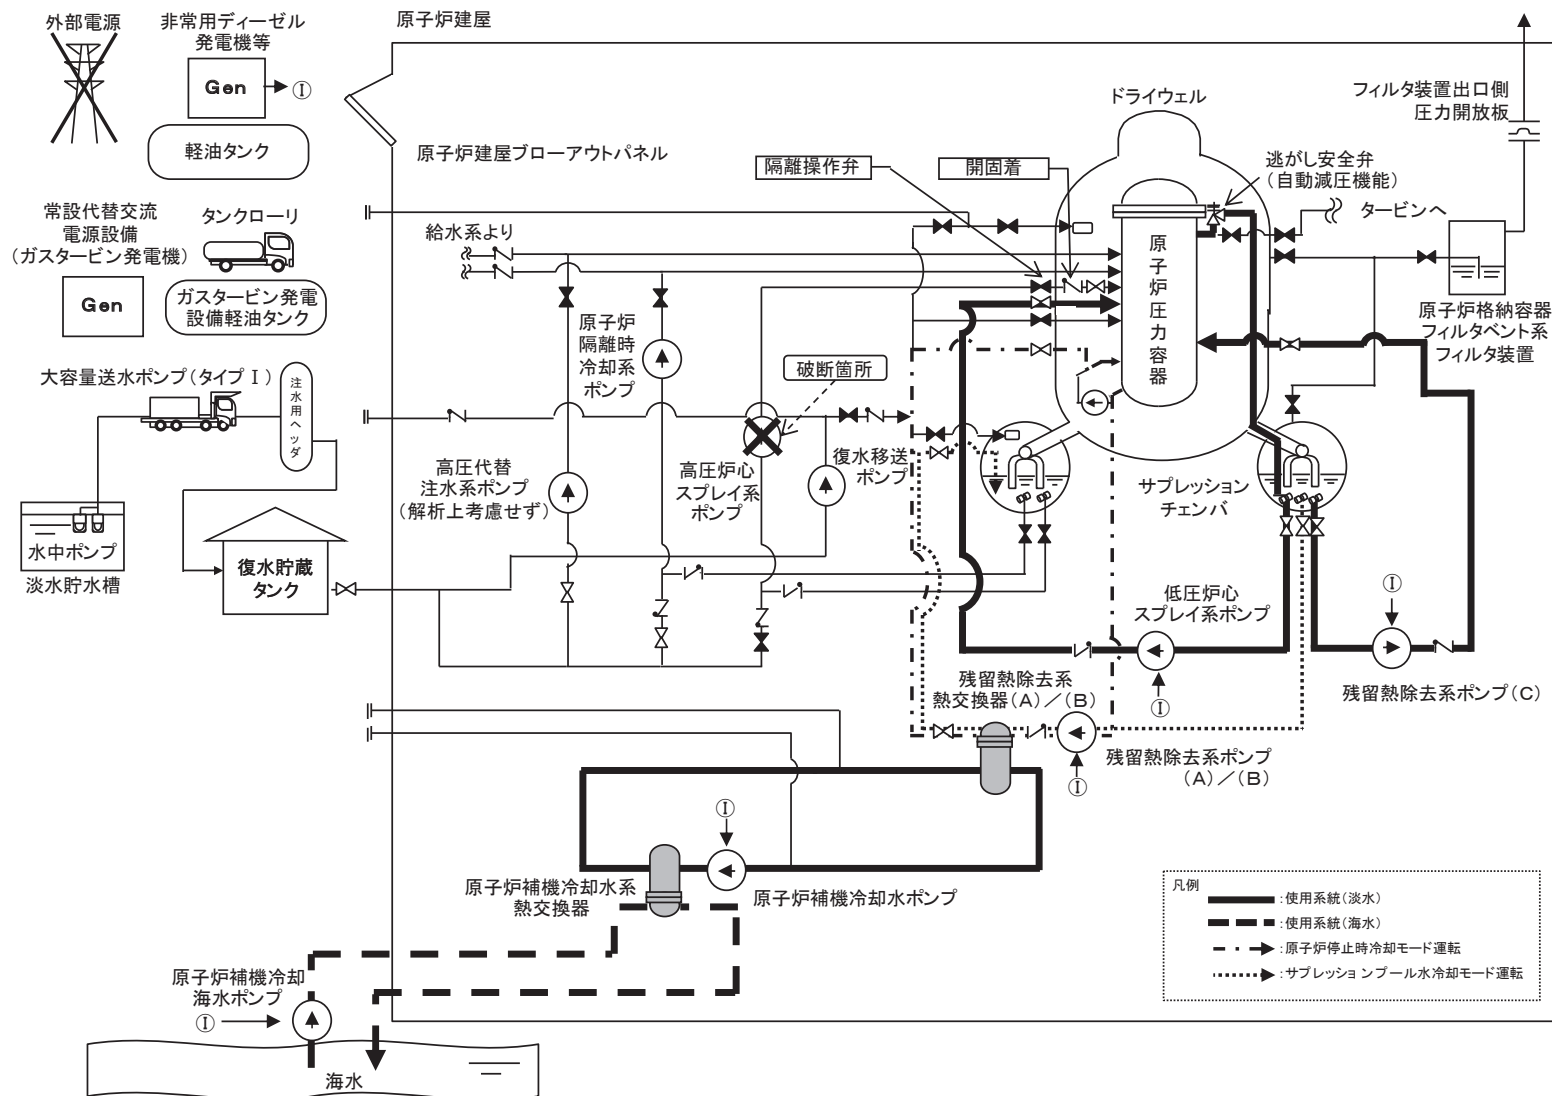 外部電源
非常用ディーゼル
発電機等
Gen
Ⓘ
軽油タンク
原子炉建屋
原子炉建屋ブローアウトパネル
常設代替交流
電源設備
(ガスタービン発電機)
Gen
タンクローリ
ガスタービン発電
設備軽油タンク
大容量送水ポンプ(タイプⅠ)
注水用ヘッダ
水中ポンプ
淡水貯水槽
復水貯蔵
タンク
給水系より
原子炉
隔離時
冷却系
ポンプ
高圧代替
注水系ポンプ
(解析上考慮せず)
破断箇所
高圧炉心
スプレイ系
ポンプ
復水移送
ポンプ
隔離操作弁
開固着
ドライウェル
原子炉圧力容器
逃がし安全弁
(自動減圧機能)
タービンへ
フィルタ装置出口側
圧力開放板
原子炉格納容器
フィルタベント系
フィルタ装置
サプレッション
チェンバ
低圧炉心
スプレイ系ポンプ
Ⓘ
Ⓘ
残留熱除去系ポンプ(C)
残留熱除去系
熱交換器(A)/(B)
残留熱除去系ポンプ
(A)/(B)
Ⓘ
Ⓘ
原子炉補機冷却水系
熱交換器
原子炉補機冷却水ポンプ
原子炉補機冷却
海水ポンプ
Ⓘ
海水
凡例
:使用系統(淡水)
:使用系統(海水)
:原子炉停止時冷却モード運転
:サプレッションプール水冷却モード運転